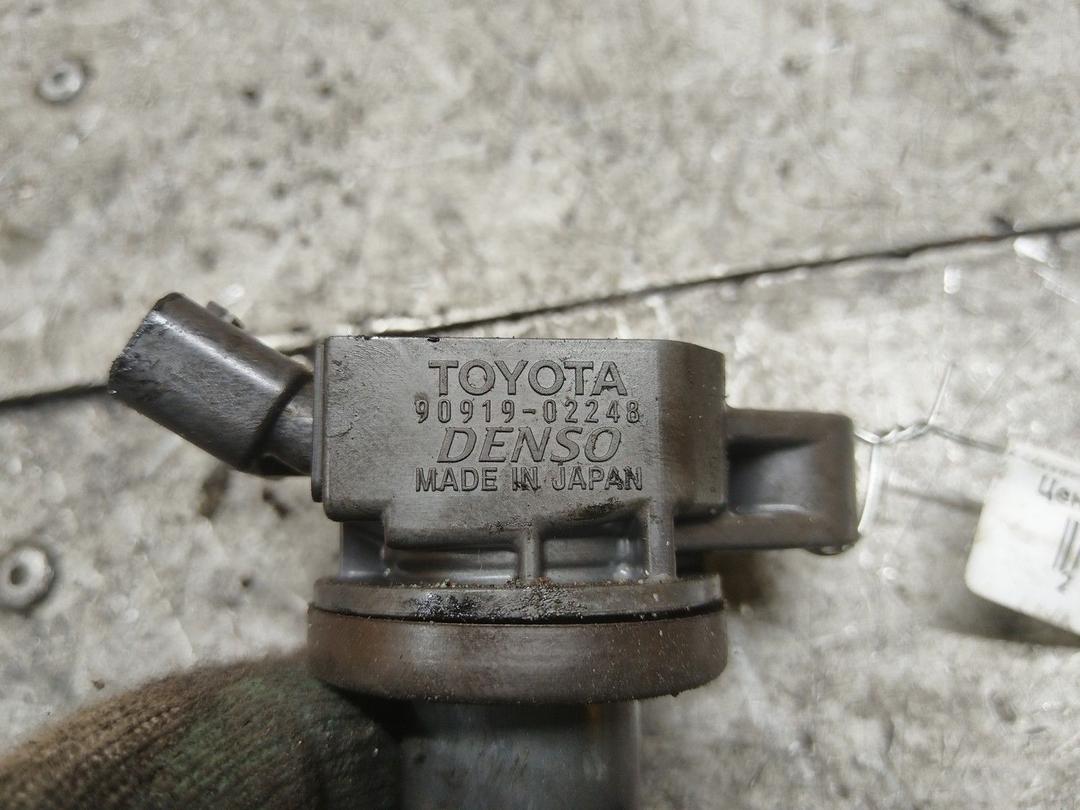 TOYOTA
90919-02248
DENSO
MADE IN JAPAN